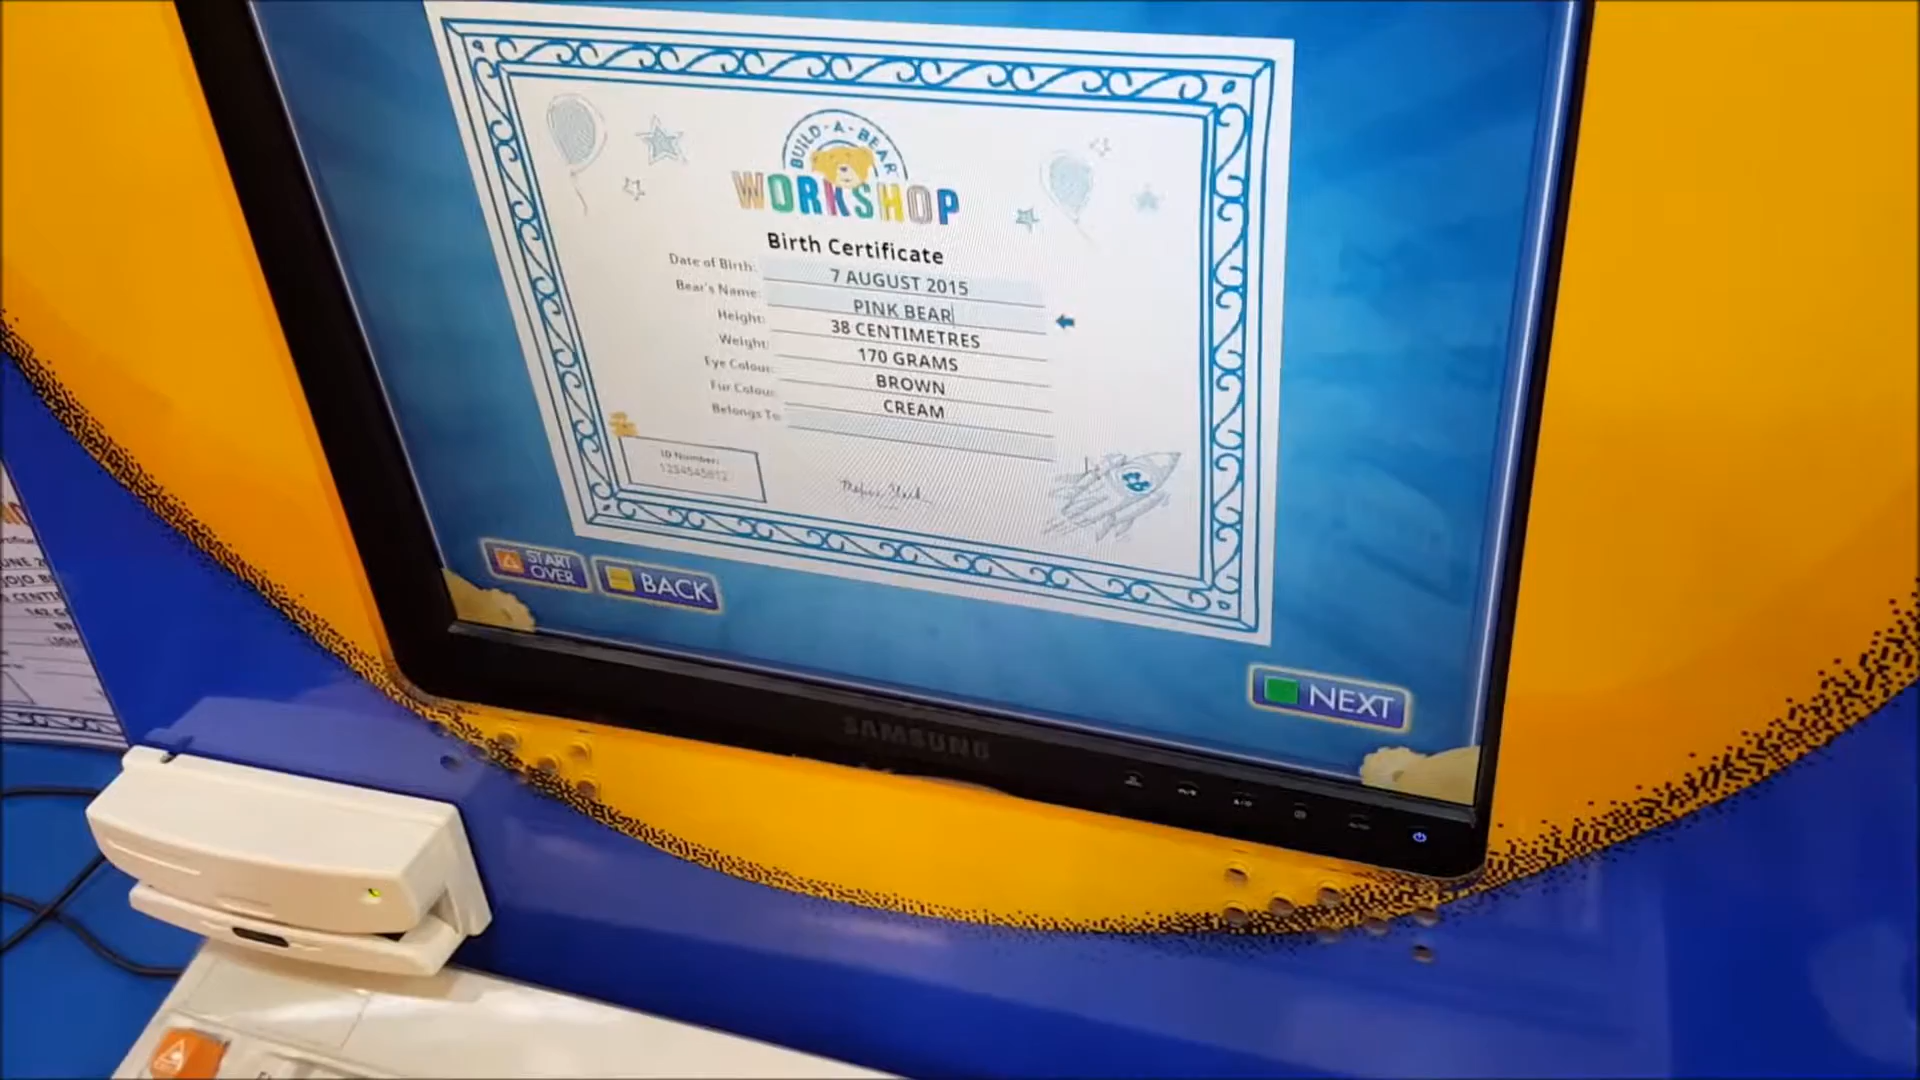 BUILD-A-BEAR
WORKSHOP
Birth Certificate
Date of Birth: 7 AUGUST 2015
Bear's Name: PINK BEAR
Height: 38 CENTIMETRES
Weight: 170 GRAMS
Eye Colour: BROWN
Fur Colour: CREAM
Belongs To:
ID Number:
START
OVER
BACK
NEXT
SAMSUNG